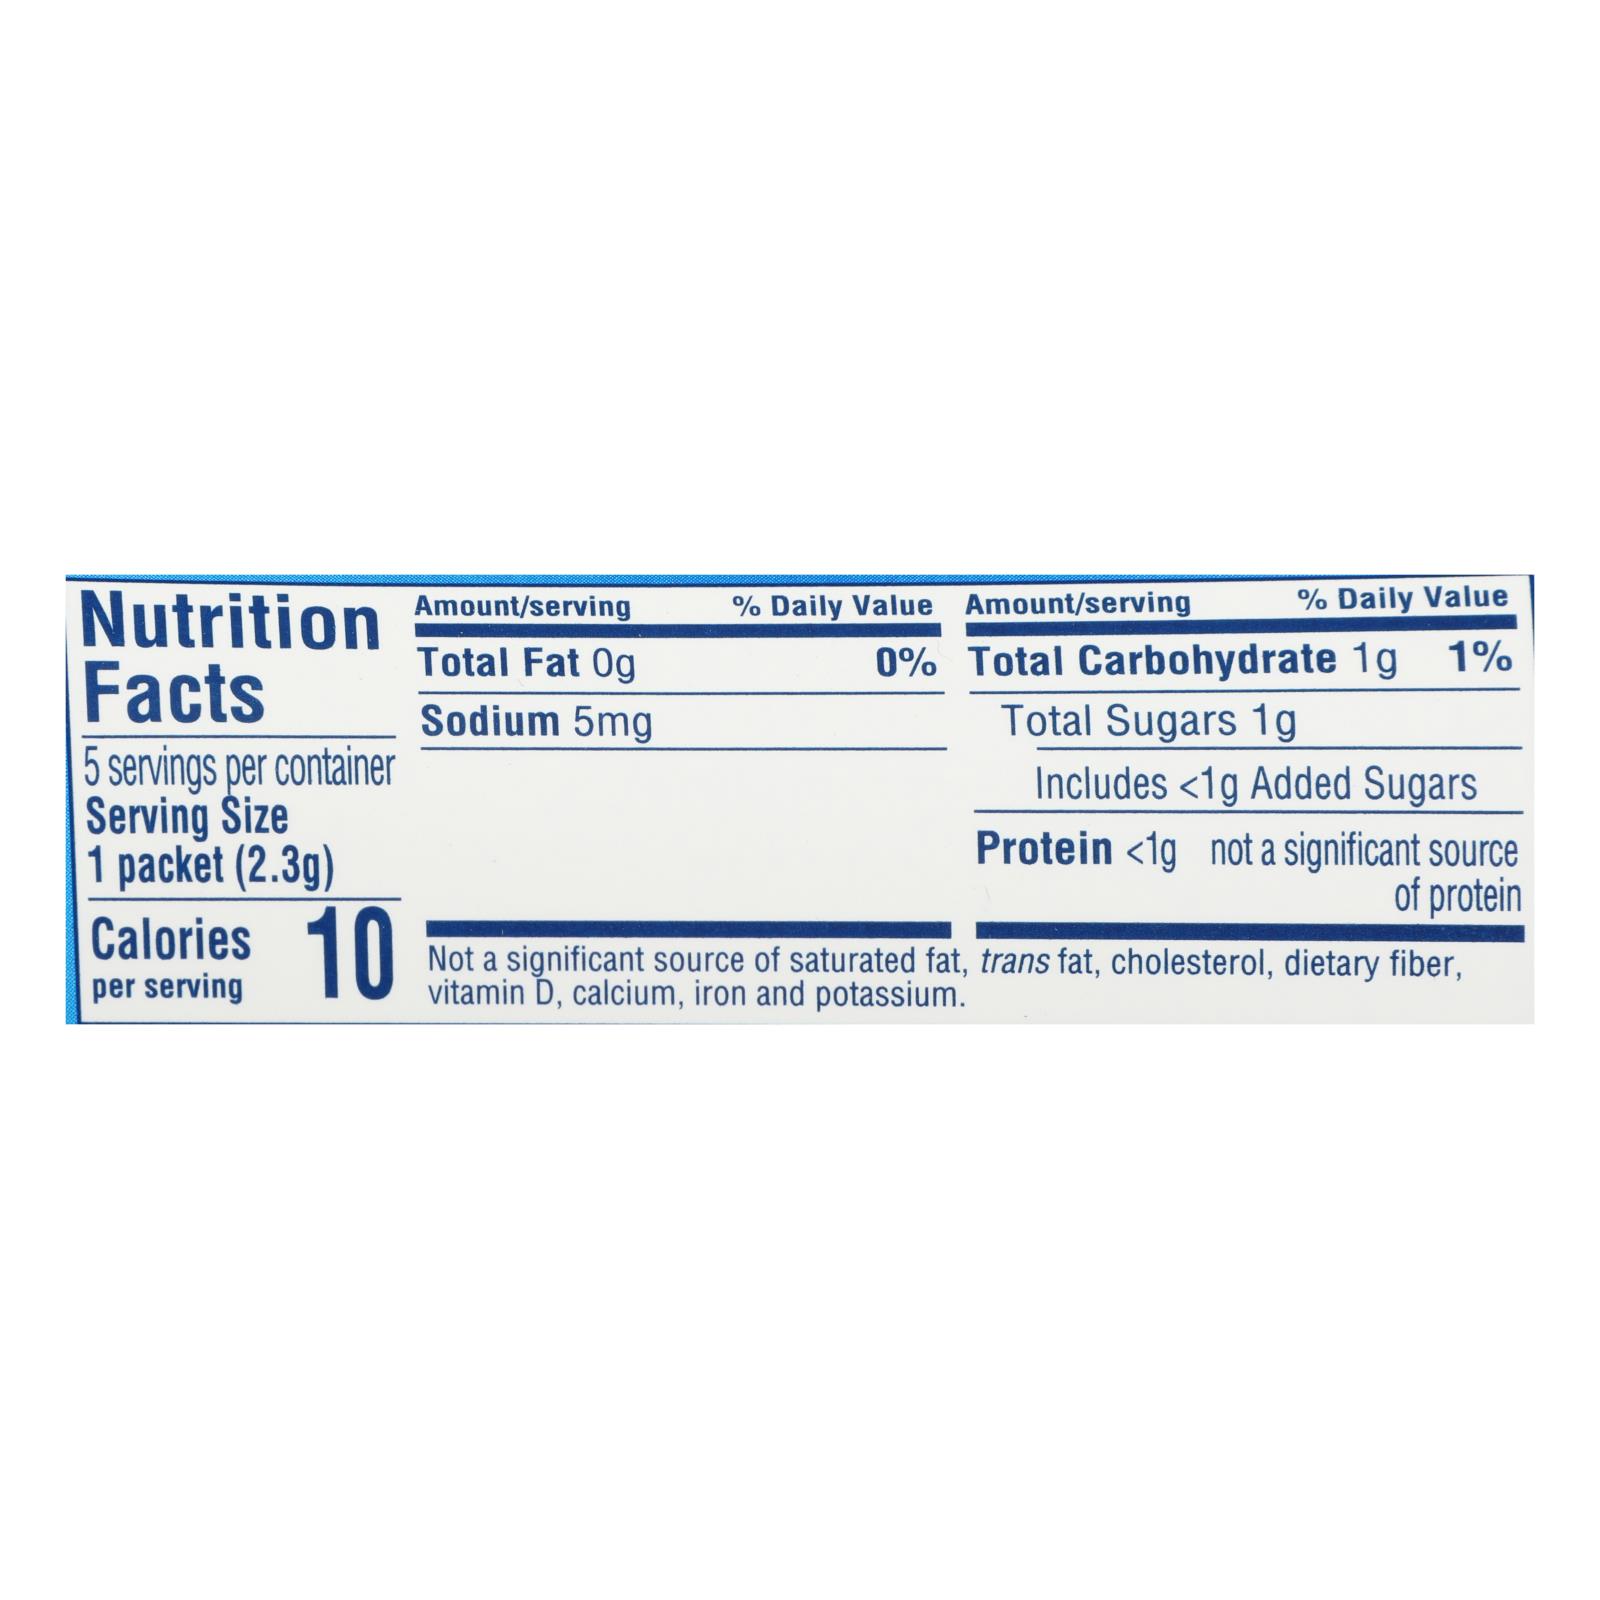 Nutrition
Facts
5 servings per container
Serving Size
1 packet (2.3g)
Calories 10
per serving
Amount/serving % Daily Value
Total Fat 0g 0%
Sodium 5mg
Amount/serving % Daily Value
Total Carbohydrate 1g 1%
Total Sugars 1g
Includes <1g Added Sugars
Protein <1g not a significant source
of protein
Not a significant source of saturated fat, trans fat, cholesterol, dietary fiber,
vitamin D, calcium, iron and potassium.